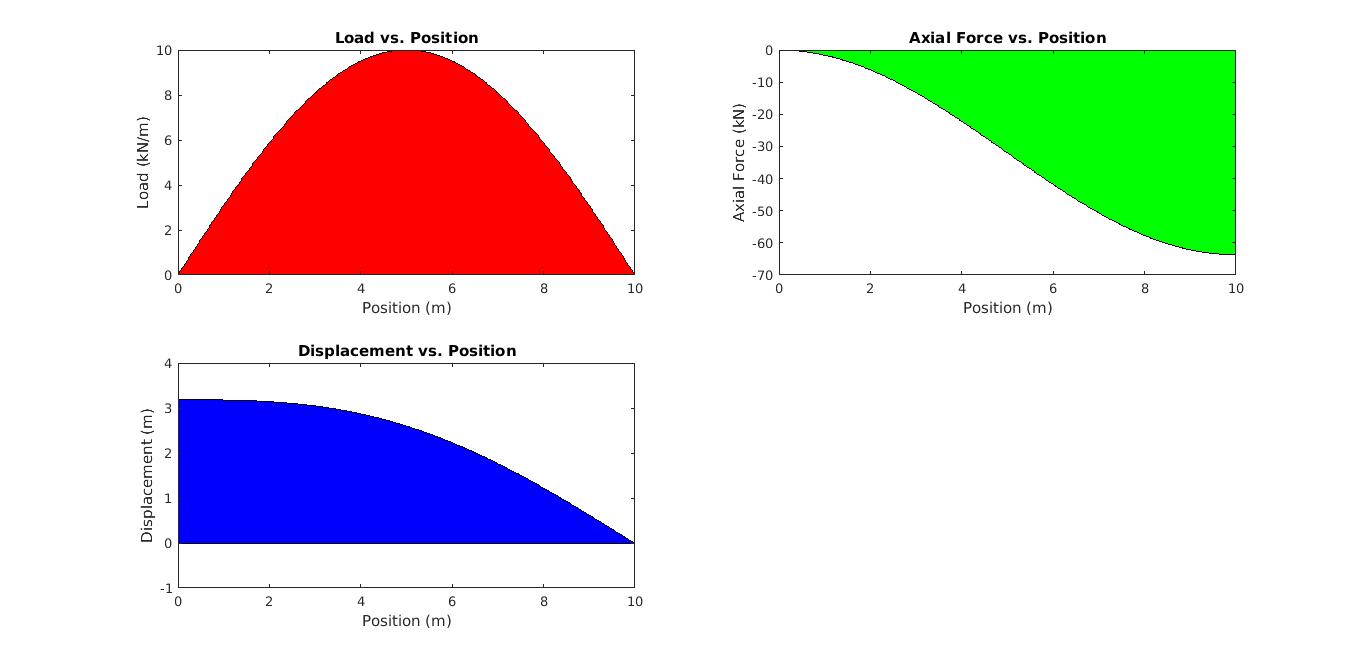 Load vs. Position
10
8
6
4
2
0
Load (kN/m)
0 2 4 6 8 10
Position (m)
Axial Force vs. Position
0
-10
-20
-30
-40
-50
-60
-70
Axial Force (kN)
0 2 4 6 8 10
Position (m)
Displacement vs. Position
4
3
2
1
0
-1
Displacement (m)
0 2 4 6 8 10
Position (m)